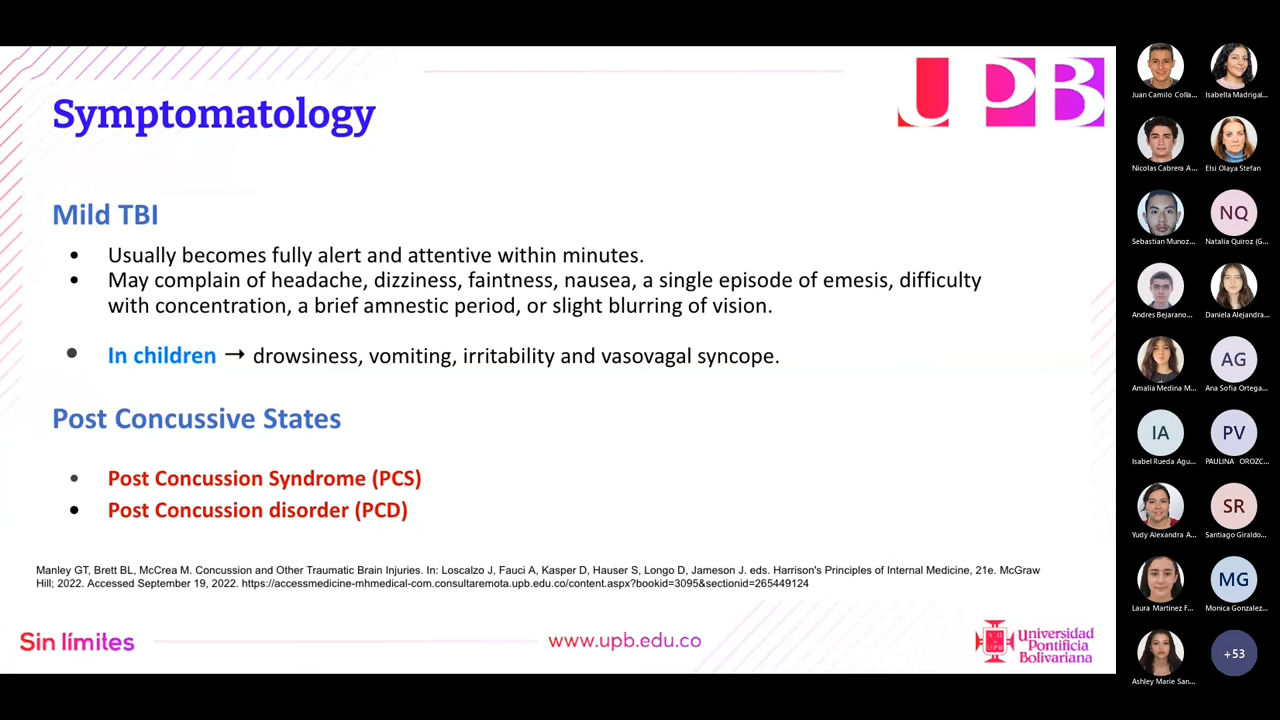 UPB
Symptomatology
Mild TBI
• Usually becomes fully alert and attentive within minutes.
• May complain of headache, dizziness, faintness, nausea, a single episode of emesis, difficulty
with concentration, a brief amnestic period, or slight blurring of vision.
• In children → drowsiness, vomiting, irritability and vasovagal syncope.
Post Concussive States
• Post Concussion Syndrome (PCS)
• Post Concussion disorder (PCD)
Manley GT, Brett BL, McCrea M. Concussion and Other Traumatic Brain Injuries. In: Loscalzo J, Fauci A, Kasper D, Hauser S, Longo D, Jameson J. eds. Harrison's Principles of Internal Medicine, 21e. McGraw
Hill; 2022. Accessed September 19, 2022. https://accessmedicine-mhmedical-com.consultaremota.upb.edu.co/content.aspx?bookid=3095&sectionid=265449124
Sin límites
www.upb.edu.co
Universidad
Pontificia
Bolivariana
Juan Camilo Colla...
Isabella Madrigal...
Nicolas Cabrera A...
Elsi Olaya Stefan
Sebastian Munoz...
NQ
Natalia Quiroz (G...
Andres Bejarano...
Daniela Alejandra...
Amalia Medina M...
AG
Ana Sofia Ortega...
IA
Isabel Rueda Agu...
PV
PAULINA OROZC...
Yudy Alexandra A...
SR
Santiago Giraldo...
Laura Martinez F...
MG
Monica Gonzalez...
Ashley Marie San...
+53